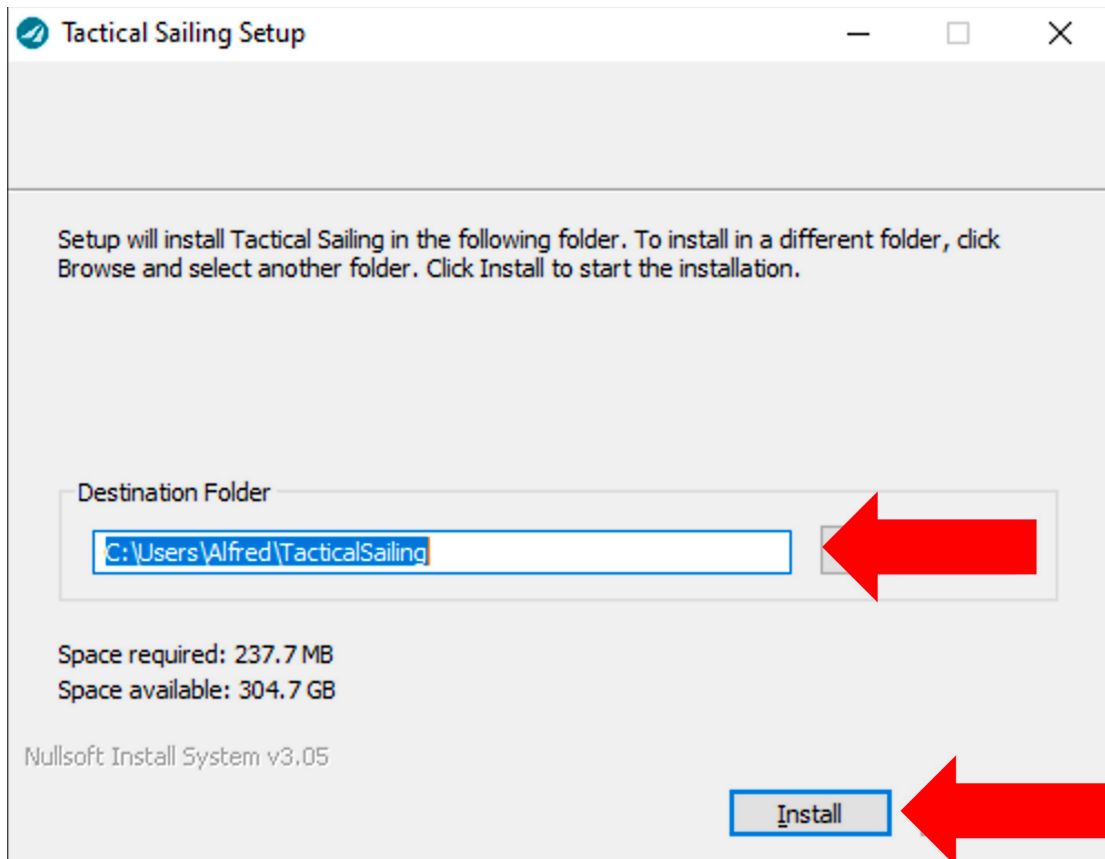 Tactical Sailing Setup
Setup will install Tactical Sailing in the following folder. To install in a different folder, click
Browse and select another folder. Click Install to start the installation.
Destination Folder
C:\Users\Alfred\TacticalSailing
Space required: 237.7 MB
Space available: 304.7 GB
Nullsoft Install System v3.05
Install